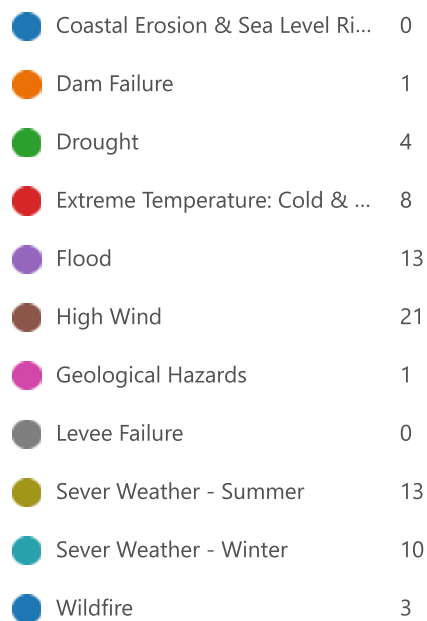 Coastal Erosion & Sea Level Ri... 0
Dam Failure 1
Drought 4
Extreme Temperature: Cold & ... 8
Flood 13
High Wind 21
Geological Hazards 1
Levee Failure 0
Sever Weather - Summer 13
Sever Weather - Winter 10
Wildfire 3